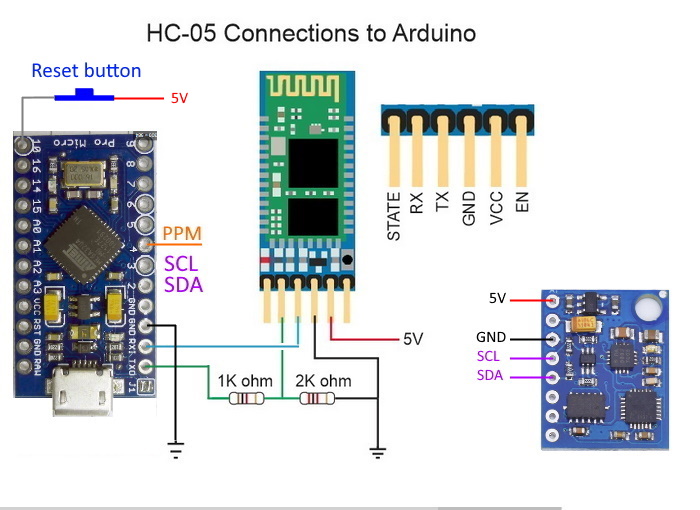 HC-05 Connections to Arduino
Reset button
5V
Pro Micro
10
16
14
15
A0
A1
A2
A3
VCC
RST
GND
RAW
9
8
7
6
5
4
3
2
GND
GND
RX1
TX0
J1
PPM
SCL
SDA
STATE
RX
TX
GND
VCC
EN
5V
1K ohm
2K ohm
5V
GND
SCL
SDA